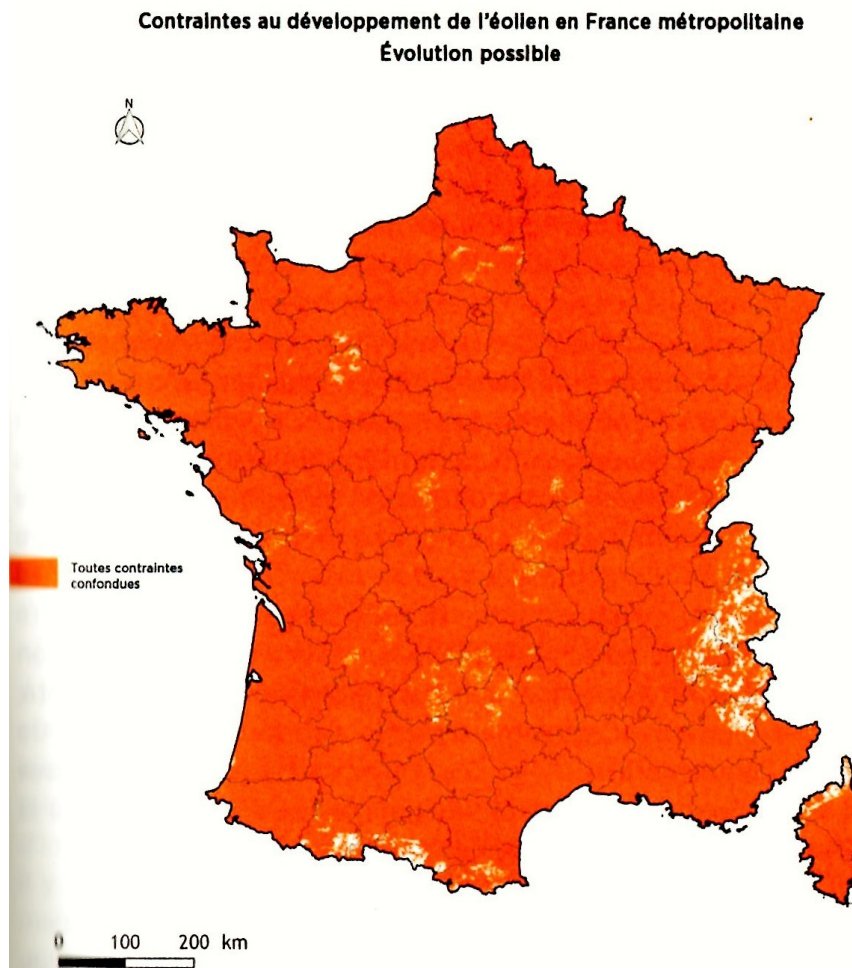 Contraintes au développement de l'éolien en France métropolitaine
Évolution possible
N
Toutes contraintes
confondues
0 100 200 km